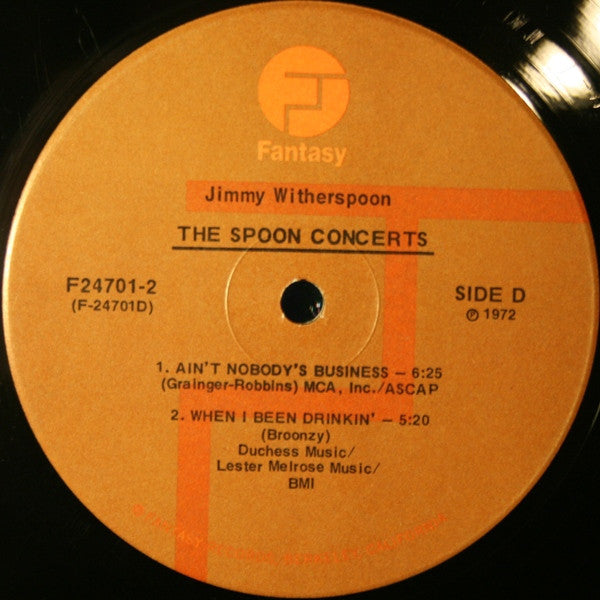 Fantasy
Jimmy Witherspoon
THE SPOON CONCERTS
F24701-2
(F-24701D)
SIDE D
℗ 1972
1. AIN'T NOBODY'S BUSINESS — 6:25
(Grainger-Robbins) MCA, Inc./ASCAP
2. WHEN I BEEN DRINKIN' — 5:20
(Broonzy)
Duchess Music/
Lester Melrose Music/
BMI